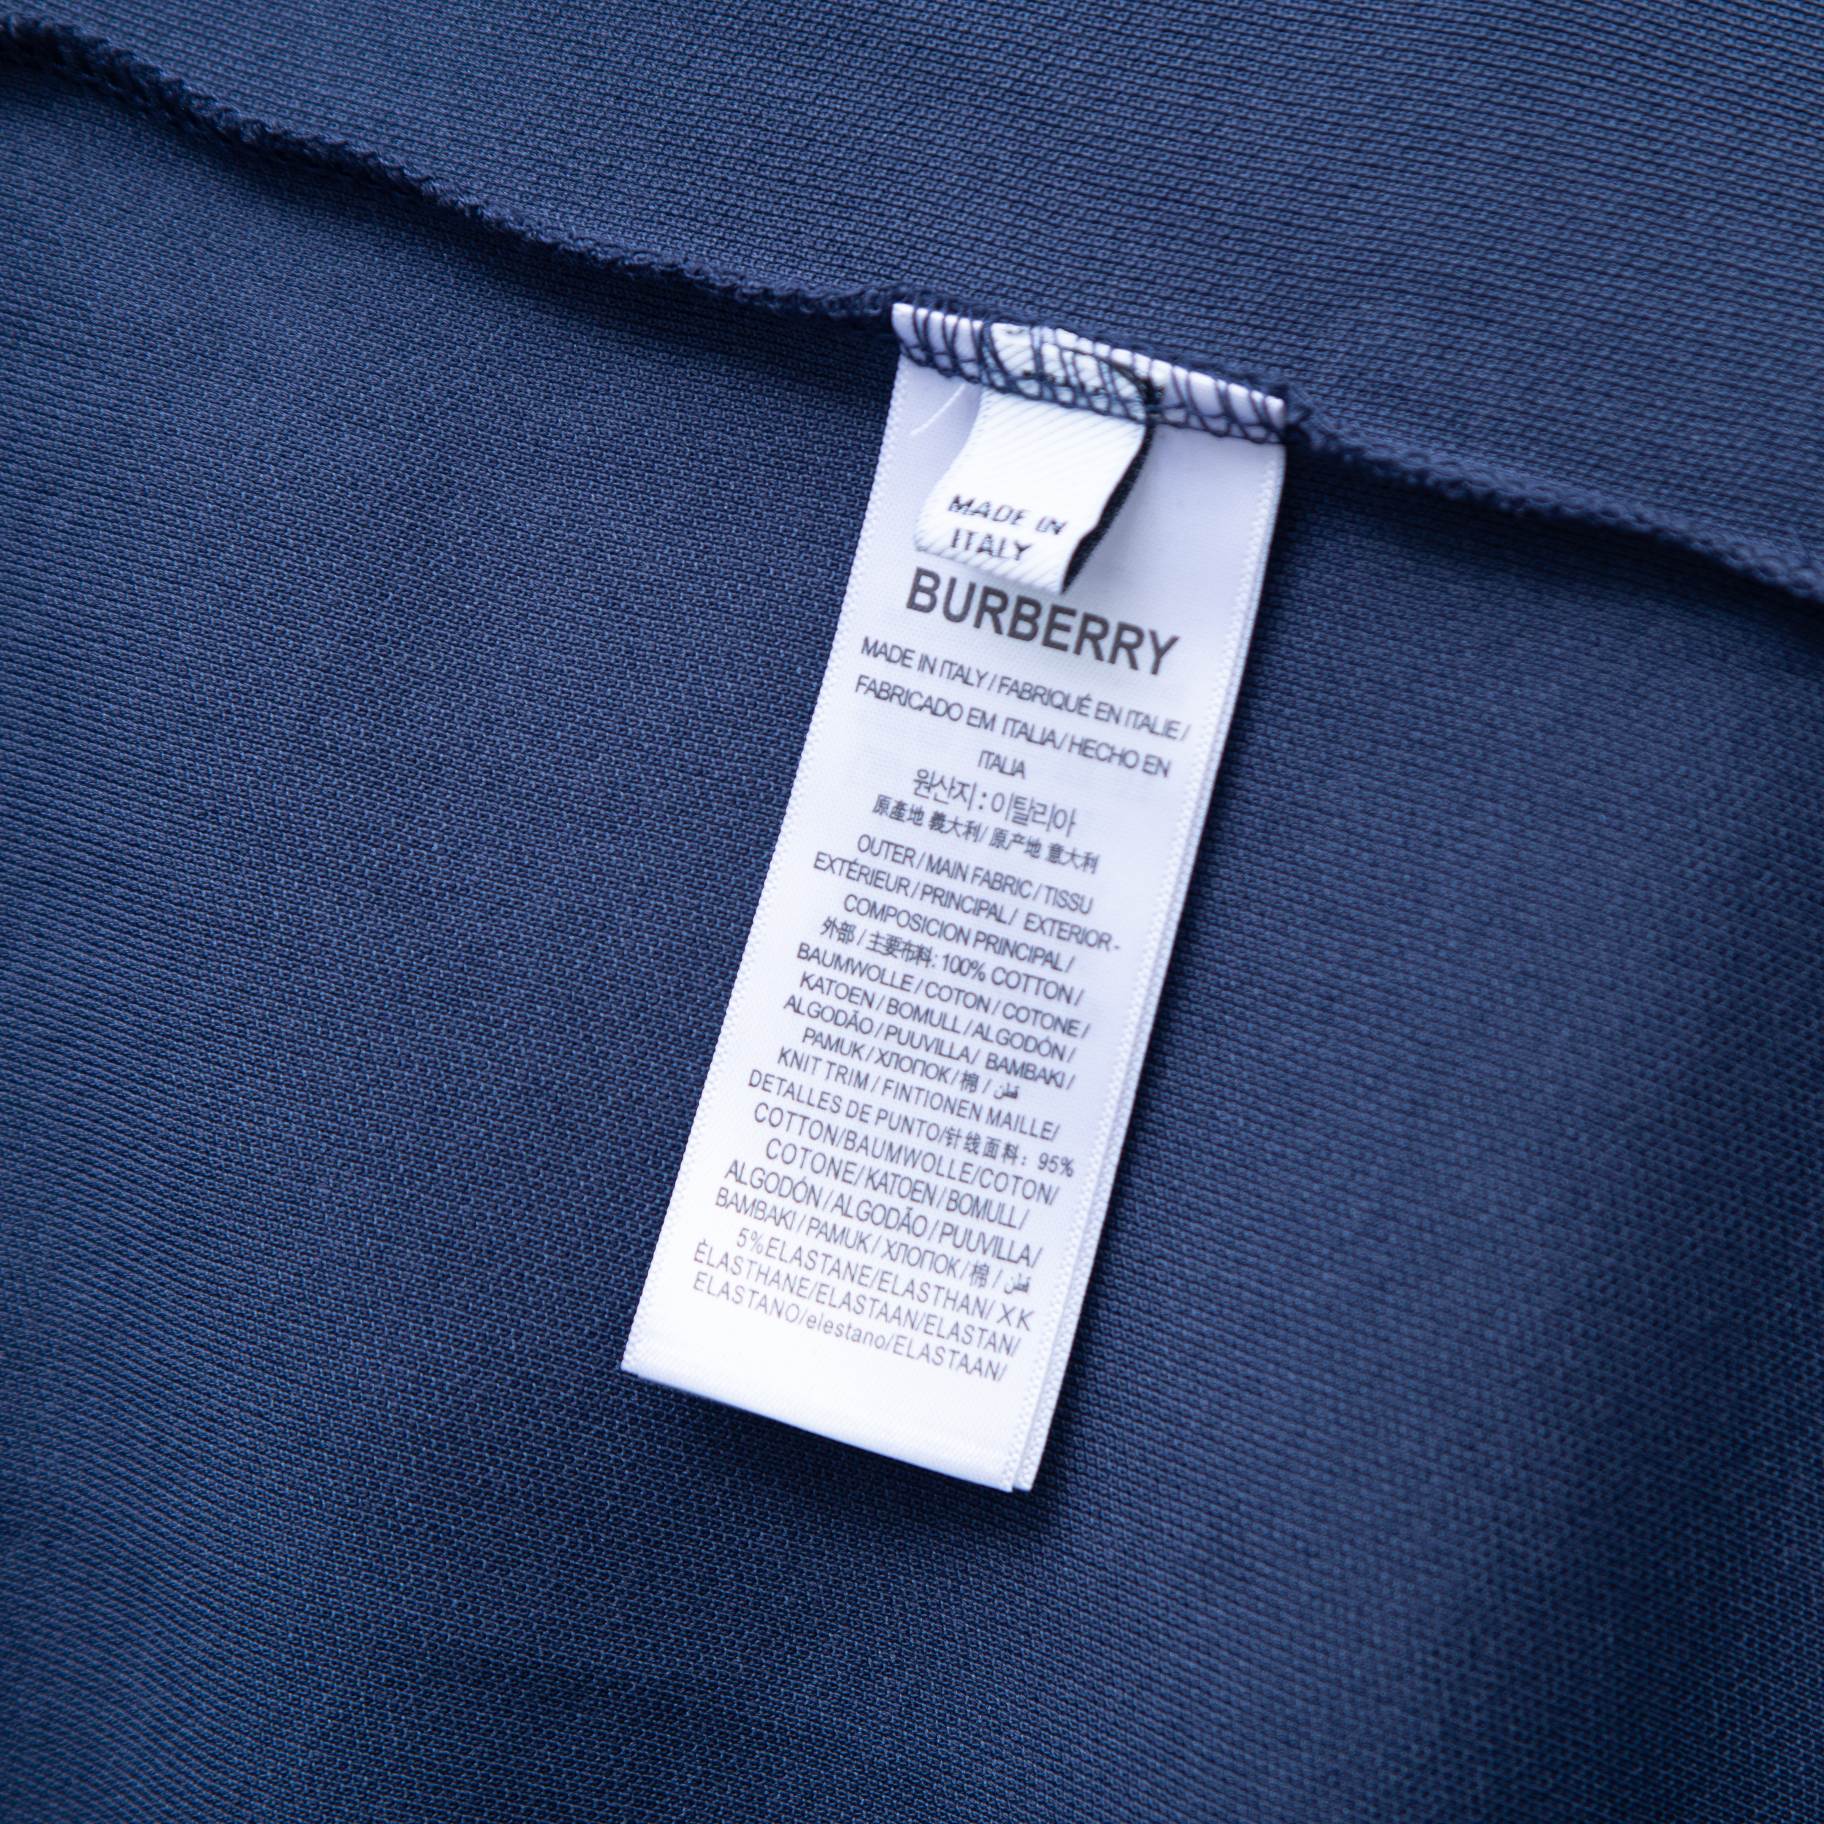 MADE IN
ITALY
BURBERRY
MADE IN ITALY / FABRIQUÉ EN ITALIE /
FABRICADO EM ITALIA / HECHO EN
ITALIA
원산지 : 이탈리아
原產地 義大利/ 原产地 意大利
OUTER / MAIN FABRIC / TISSU
EXTÉRIEUR / PRINCIPAL / EXTERIOR -
COMPOSICION PRINCIPAL /
外部 / 主要布料: 100% COTTON /
BAUMWOLLE / COTON / COTONE /
KATOEN / BOMULL / ALGODÓN /
ALGODÃO / PUUVILLA / BAMBAKI /
PAMUK / ХЛОПОК / 棉 / قطن
KNIT TRIM / FINTIONEN MAILLE/
DETALLES DE PUNTO/针线面料: 95%
COTTON/BAUMWOLLE/COTON/
COTONE/KATOEN/BOMULL/
ALGODÓN / ALGODÃO / PUUVILLA /
BAMBAKI / PAMUK / ХЛОПОК / 棉 / قطن
5%ELASTANE/ELASTHAN/ XK
ÉLASTHANE/ELASTAAN/ELASTAN/
ELASTANO/elestano/ELASTAAN/